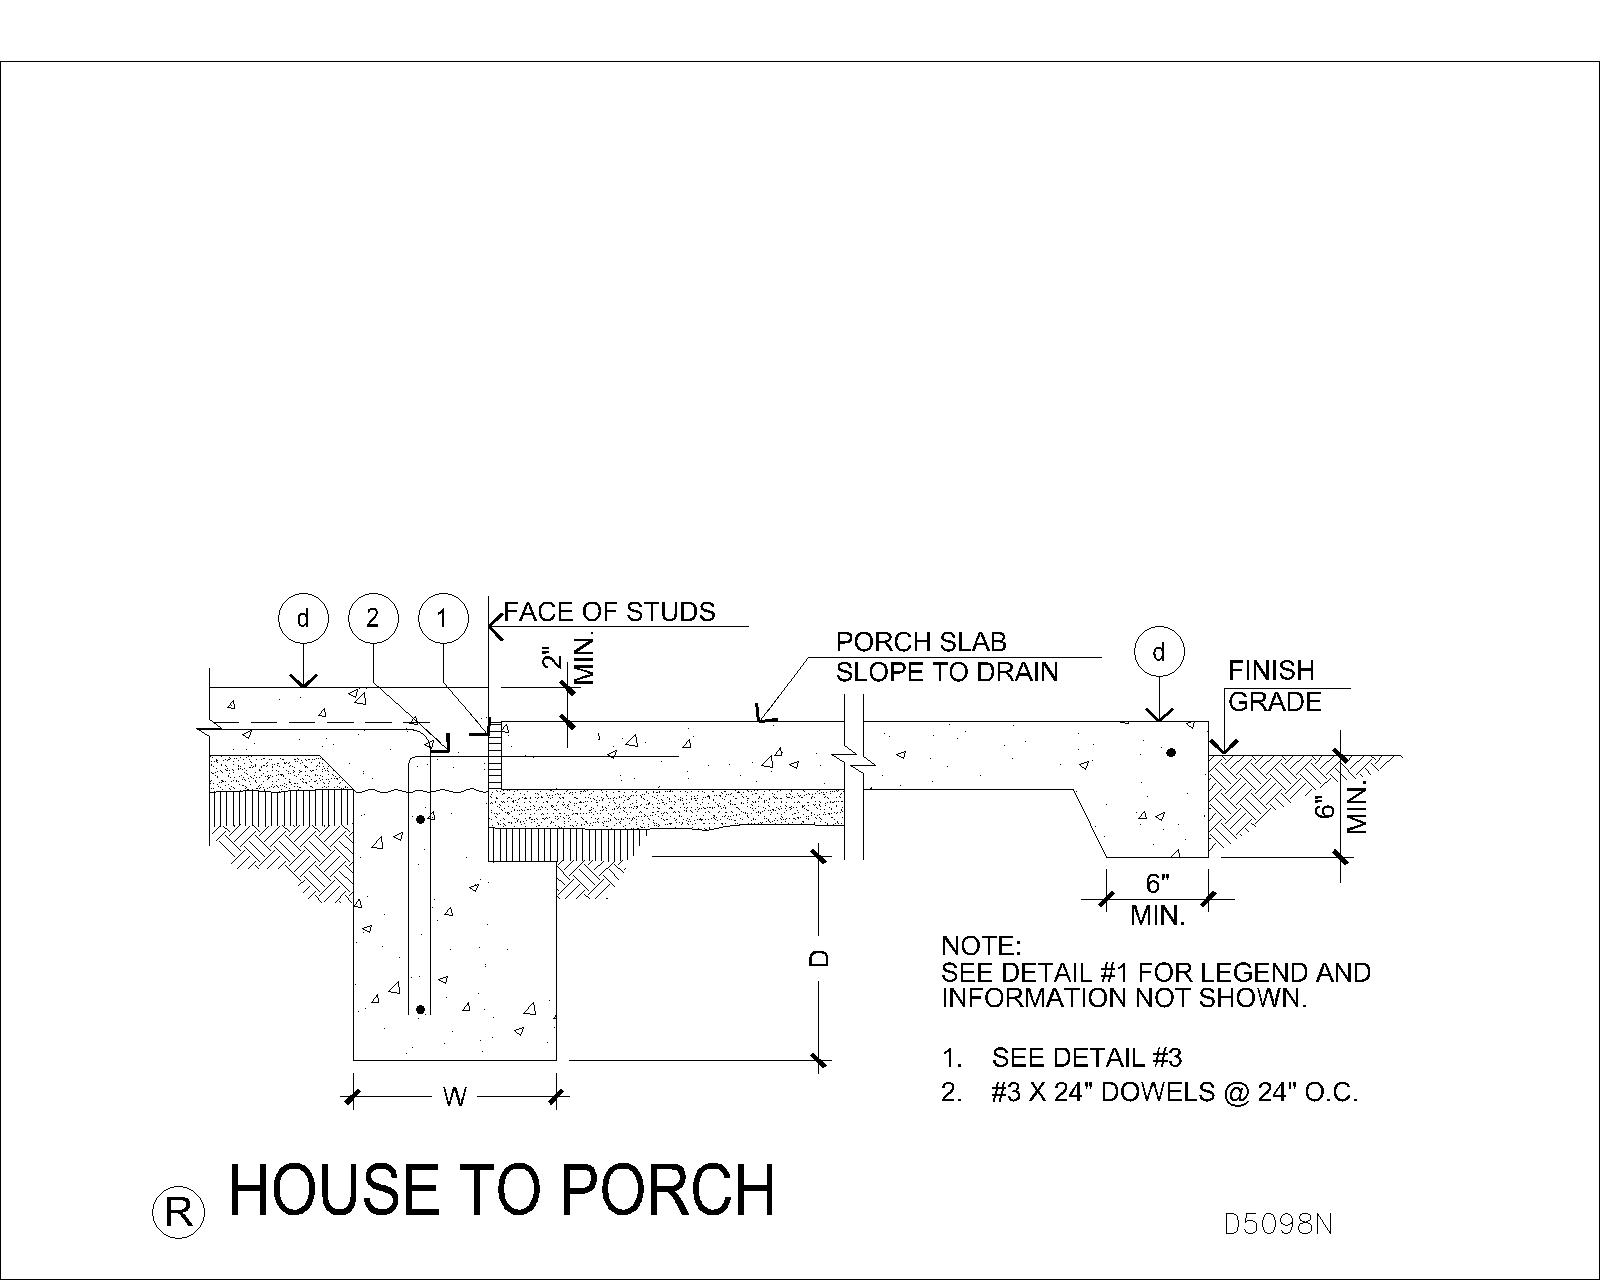 d
2
1
FACE OF STUDS
2"
MIN.
PORCH SLAB
SLOPE TO DRAIN
d
FINISH
GRADE
6"
MIN.
6"
MIN.
D
W
NOTE:
SEE DETAIL #1 FOR LEGEND AND
INFORMATION NOT SHOWN.
1. SEE DETAIL #3
2. #3 X 24" DOWELS @ 24" O.C.
R HOUSE TO PORCH
D5098N